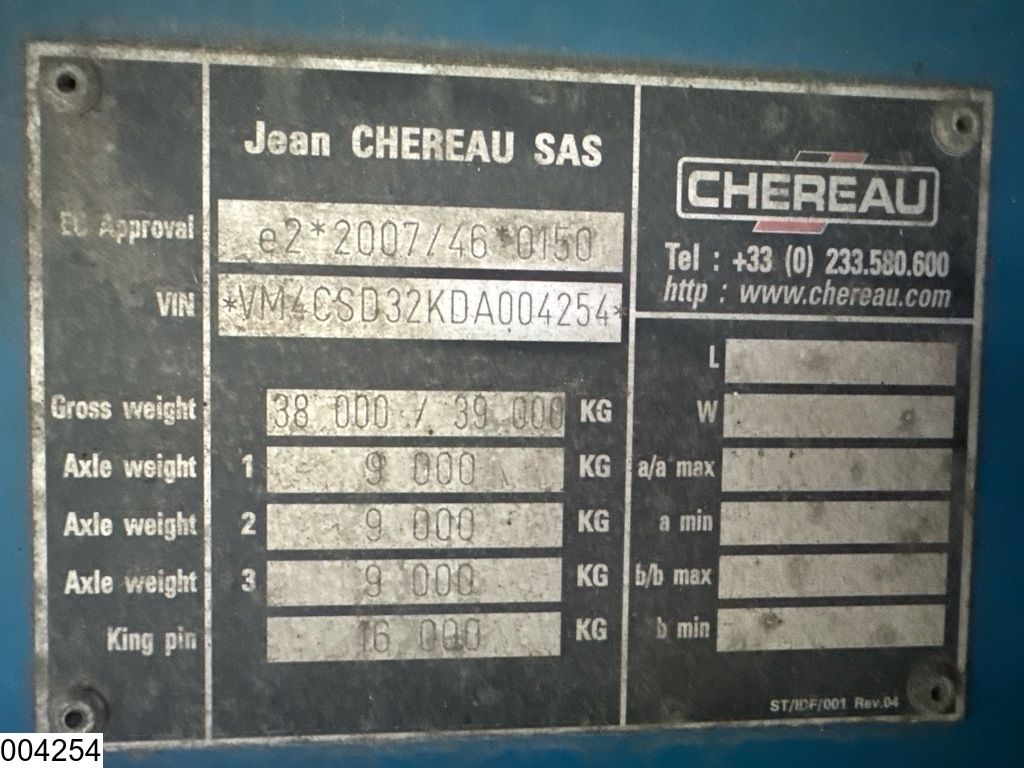 Jean CHEREAU SAS
EU Approval e2*2007/46*0150
VIN *VM4CSD32KDA004254*
Gross weight 38 000 / 39 000 KG
Axle weight 1 9 000 KG
Axle weight 2 9 000 KG
Axle weight 3 9 000 KG
King pin 16 000 KG
CHEREAU
Tel : +33 (0) 233.580.600
http : www.chereau.com
L
W
a/a max
a min
b/b max
b min
ST/IDF/001 Rev.04
004254